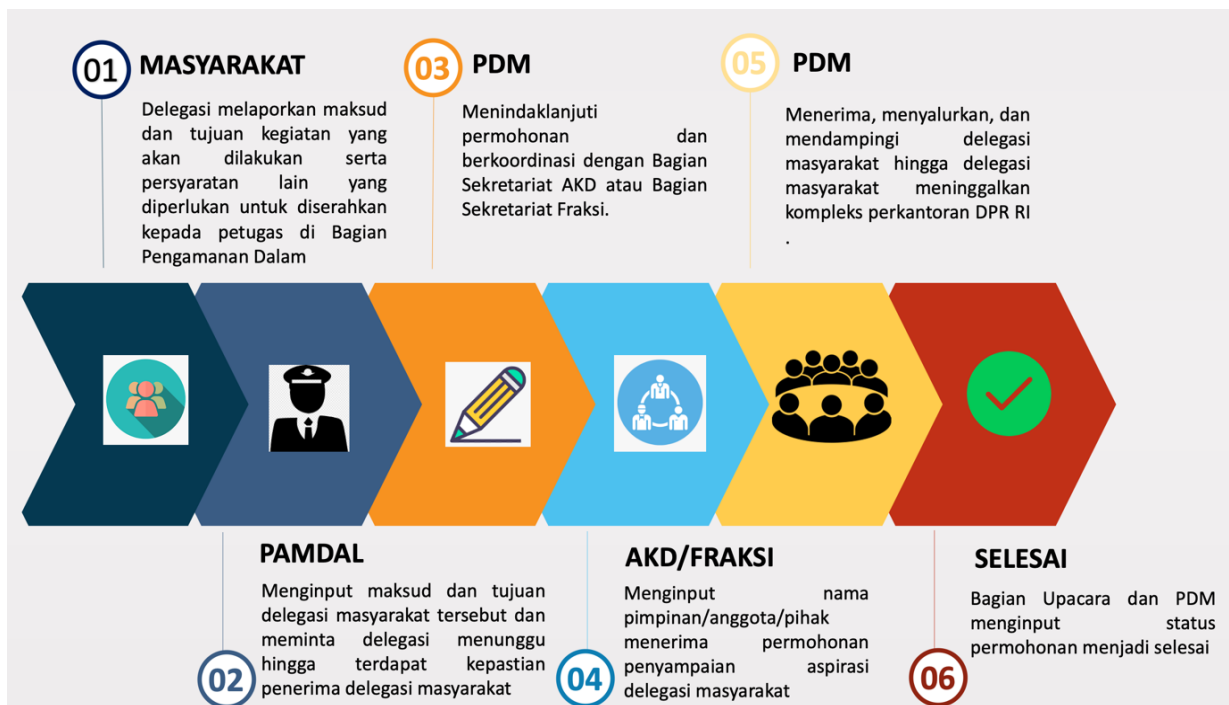 01 MASYARAKAT
Delegasi melaporkan maksud
dan tujuan kegiatan yang
akan dilakukan serta
persyaratan lain yang
diperlukan untuk diserahkan
kepada petugas di Bagian
Pengamanan Dalam
02
PAMDAL
Menginput maksud dan tujuan
delegasi masyarakat tersebut dan
meminta delegasi menunggu
hingga terdapat kepastian
penerima delegasi masyarakat
03 PDM
Menindaklanjuti
permohonan dan
berkoordinasi dengan Bagian
Sekretariat AKD atau Bagian
Sekretariat Fraksi.
04
AKD/FRAKSI
Menginput nama
pimpinan/anggota/pihak
menerima permohonan
penyampaian aspirasi
delegasi masyarakat
05 PDM
Menerima, menyalurkan, dan
mendampingi delegasi
masyarakat hingga delegasi
masyarakat meninggalkan
kompleks perkantoran DPR RI
.
06
SELESAI
Bagian Upacara dan PDM
menginput status
permohonan menjadi selesai